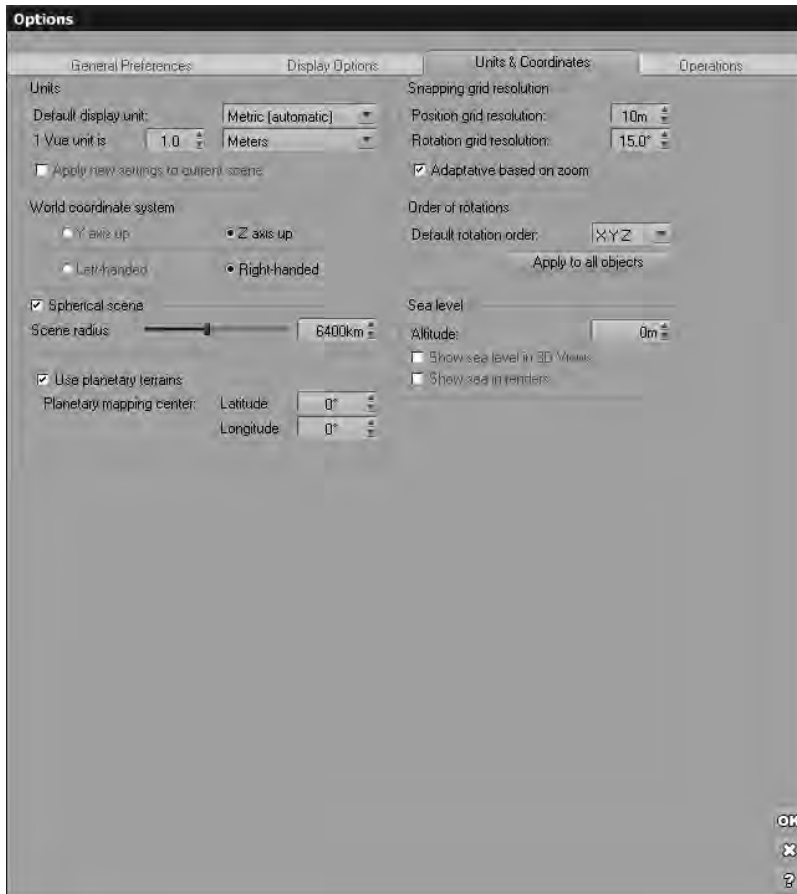 Options
General Preferences
Display Options
Units & Coordinates
Operations
Units
Default display unit:
Metric (automatic)
1 Vue unit is
1.0
Meters
Apply new settings to current scene
World coordinate system
Y axis up
Z axis up
Left-handed
Right-handed
Spherical scene
Scene radius
6400km
Use planetary terrains
Planetary mapping center:
Latitude
0°
Longitude
0°
Snapping grid resolution
Position grid resolution:
10m
Rotation grid resolution:
15.0°
Adaptative based on zoom
Order of rotations
Default rotation order:
XYZ
Apply to all objects
Sea level
Altitude:
0m
Show sea level in 3D Views
Show sea in renders
OK
?